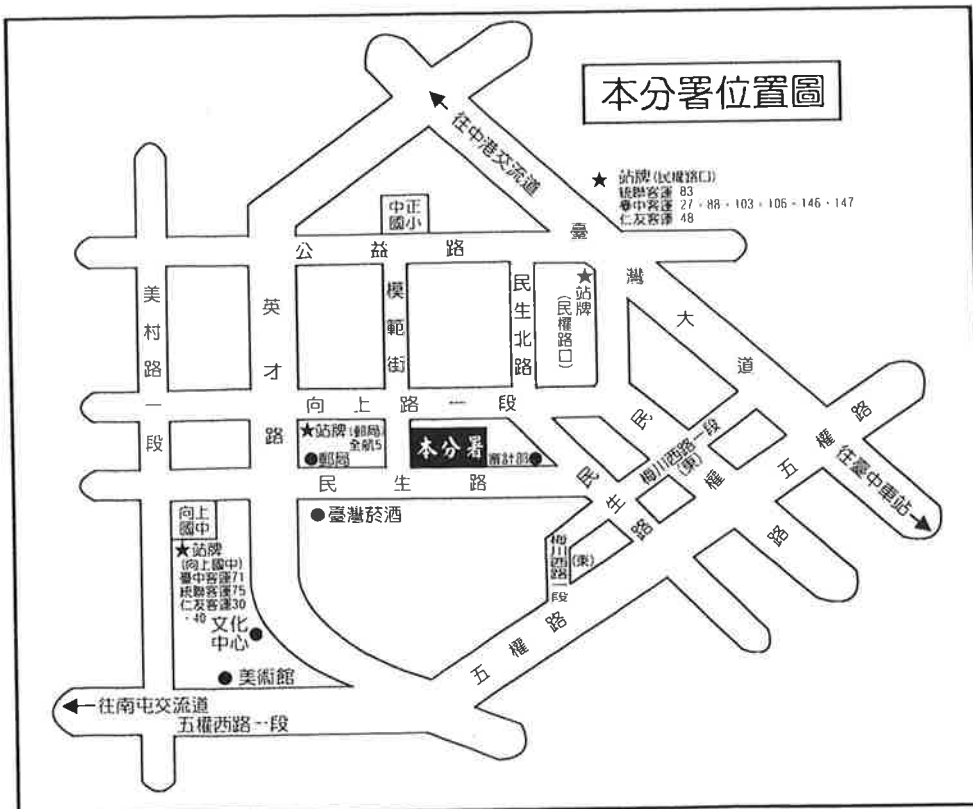 本分署位置圖
往中港交流道
★ 站牌(民權路口)
統聯客運 83
臺中客運 27、88、103、106、146、147
仁友客運 48
中正
國小
公益路
臺灣大道
美村路一段
英才路
模範街
民生北路
★站牌
(民權路口)
向上路一段
★站牌(郵局)
全航5
●郵局
本分署
審計部●
民生路
民權路
民生路
梅川西路一段
(東)
五權路
往臺中車站
向上
國中
●臺灣菸酒
★站牌
(向上國中)
臺中客運71
統聯客運75
仁友客運30
、40
文化
中心●
●美術館
梅川西路一段
(東)
五權路
往南屯交流道
五權西路一段